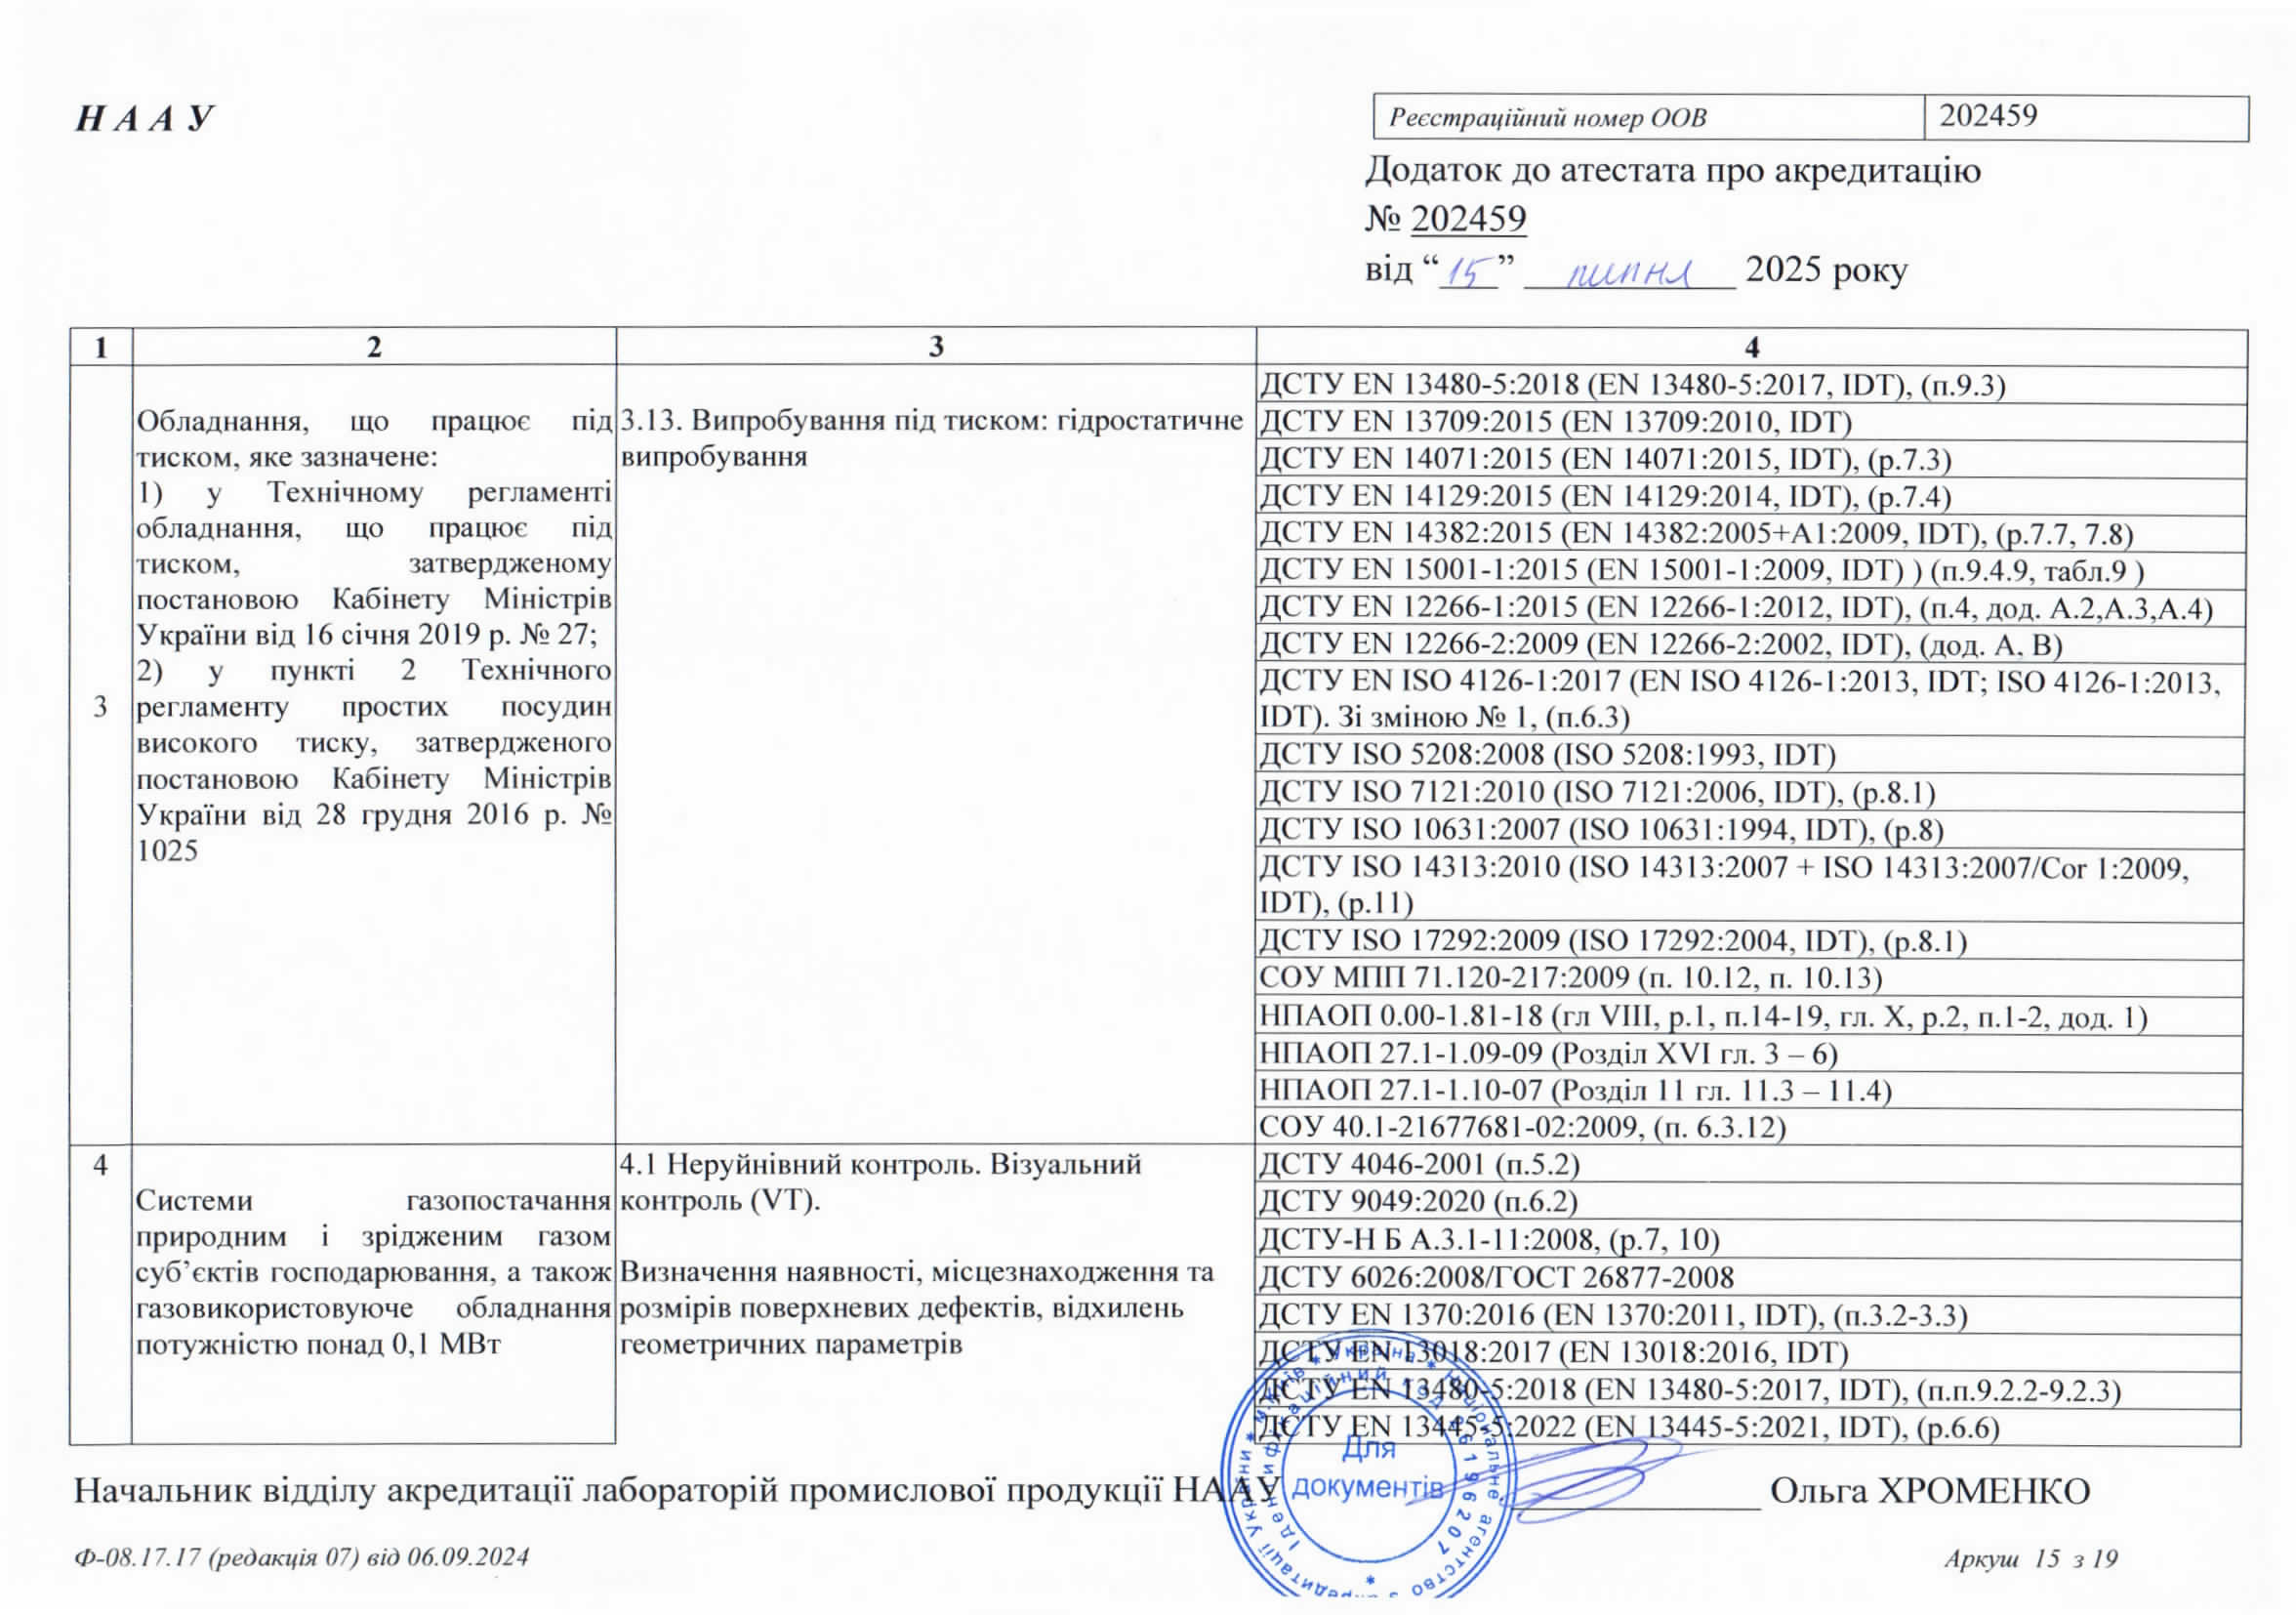 Н А А У
Реєстраційний номер ООВ 202459
Додаток до атестата про акредитацію
№ 202459
від “15” липня 2025 року
1 2 3 4
3
Обладнання, що працює під
тиском, яке зазначене:
1) у Технічному регламенті
обладнання, що працює під
тиском, затвердженому
постановою Кабінету Міністрів
України від 16 січня 2019 р. № 27;
2) у пункті 2 Технічного
регламенту простих посудин
високого тиску, затвердженого
постановою Кабінету Міністрів
України від 28 грудня 2016 р. №
1025
3.13. Випробування під тиском: гідростатичне
випробування
ДСТУ EN 13480-5:2018 (EN 13480-5:2017, IDT), (п.9.3)
ДСТУ EN 13709:2015 (EN 13709:2010, IDT)
ДСТУ EN 14071:2015 (EN 14071:2015, IDT), (р.7.3)
ДСТУ EN 14129:2015 (EN 14129:2014, IDT), (р.7.4)
ДСТУ EN 14382:2015 (EN 14382:2005+A1:2009, IDT), (р.7.7, 7.8)
ДСТУ EN 15001-1:2015 (EN 15001-1:2009, IDT) ) (п.9.4.9, табл.9 )
ДСТУ EN 12266-1:2015 (EN 12266-1:2012, IDT), (п.4, дод. А.2,А.3,А.4)
ДСТУ EN 12266-2:2009 (EN 12266-2:2002, IDT), (дод. А, В)
ДСТУ EN ISO 4126-1:2017 (EN ISO 4126-1:2013, IDT; ISO 4126-1:2013,
IDT). Зі зміною № 1, (п.6.3)
ДСТУ ISO 5208:2008 (ISO 5208:1993, IDT)
ДСТУ ISO 7121:2010 (ISO 7121:2006, IDT), (р.8.1)
ДСТУ ISO 10631:2007 (ISO 10631:1994, IDT), (р.8)
ДСТУ ISO 14313:2010 (ISO 14313:2007 + ISO 14313:2007/Cor 1:2009,
IDT), (р.11)
ДСТУ ISO 17292:2009 (ISO 17292:2004, IDT), (р.8.1)
СОУ МПП 71.120-217:2009 (п. 10.12, п. 10.13)
НПАОП 0.00-1.81-18 (гл VIII, р.1, п.14-19, гл. X, р.2, п.1-2, дод. 1)
НПАОП 27.1-1.09-09 (Розділ XVI гл. 3 – 6)
НПАОП 27.1-1.10-07 (Розділ 11 гл. 11.3 – 11.4)
СОУ 40.1-21677681-02:2009, (п. 6.3.12)
4
Системи газопостачання
природним і зрідженим газом
суб’єктів господарювання, а також
газовикористовуюче обладнання
потужністю понад 0,1 МВт
4.1 Неруйнівний контроль. Візуальний
контроль (VT).
Визначення наявності, місцезнаходження та
розмірів поверхневих дефектів, відхилень
геометричних параметрів
ДСТУ 4046-2001 (п.5.2)
ДСТУ 9049:2020 (п.6.2)
ДСТУ-Н Б А.3.1-11:2008, (р.7, 10)
ДСТУ 6026:2008/ГОСТ 26877-2008
ДСТУ EN 1370:2016 (EN 1370:2011, IDT), (п.3.2-3.3)
ДСТУ EN 13018:2017 (EN 13018:2016, IDT)
ДСТУ EN 13480-5:2018 (EN 13480-5:2017, IDT), (п.п.9.2.2-9.2.3)
ДСТУ EN 13445-5:2022 (EN 13445-5:2021, IDT), (р.6.6)
Начальник відділу акредитації лабораторій промислової продукції НААУ Ольга ХРОМЕНКО
Для
документів
Ф-08.17.17 (редакція 07) від 06.09.2024
Аркуш 15 з 19